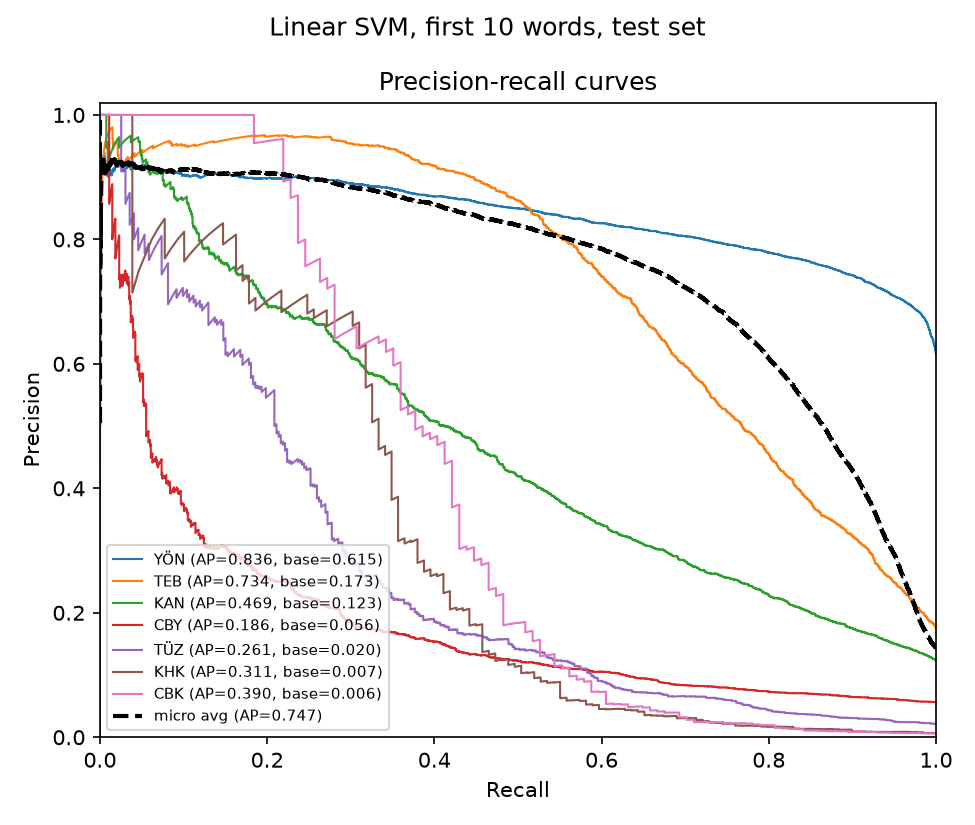 Linear SVM, first 10 words, test set
Precision-recall curves
1.0
0.8
0.6
0.4
0.2
0.0
Precision
YÖN (AP=0.836, base=0.615)
TEB (AP=0.734, base=0.173)
KAN (AP=0.469, base=0.123)
CBY (AP=0.186, base=0.056)
TÜZ (AP=0.261, base=0.020)
KHK (AP=0.311, base=0.007)
CBK (AP=0.390, base=0.006)
micro avg (AP=0.747)
0.0 0.2 0.4 0.6 0.8 1.0
Recall